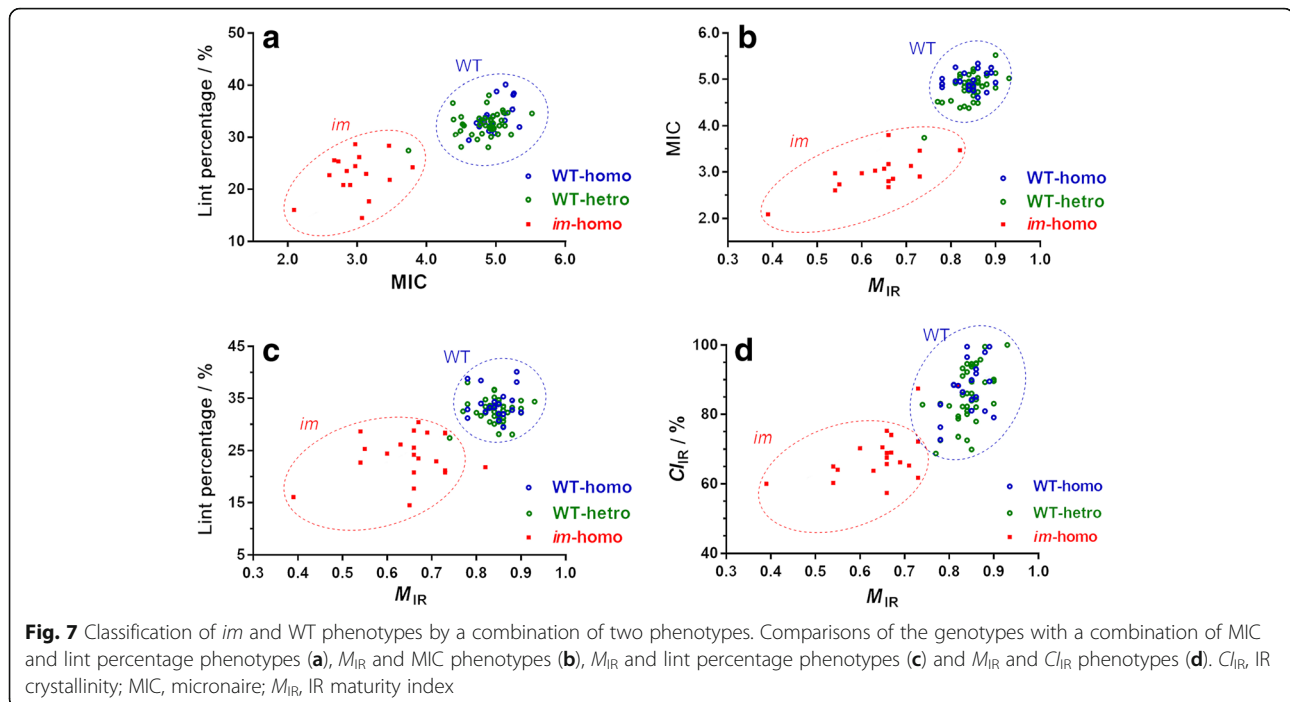 a
50
40
30
20
10
Lint percentage / %
WT
im
WT-homo
WT-hetro
im-homo
2.0 3.0 4.0 5.0 6.0
MIC
b
6.0
5.0
4.0
3.0
2.0
MIC
WT
im
WT-homo
WT-hetro
im-homo
0.3 0.4 0.5 0.6 0.7 0.8 0.9 1.0
MIR
c
45
35
25
15
5
Lint percentage / %
WT
im
WT-homo
WT-hetro
im-homo
0.3 0.4 0.5 0.6 0.7 0.8 0.9 1.0
MIR
d
100
80
60
40
CIIR / %
WT
im
WT-homo
WT-hetro
im-homo
0.3 0.4 0.5 0.6 0.7 0.8 0.9 1.0
MIR
Fig. 7 Classification of im and WT phenotypes by a combination of two phenotypes. Comparisons of the genotypes with a combination of MIC
and lint percentage phenotypes (a), MIR and MIC phenotypes (b), MIR and lint percentage phenotypes (c) and MIR and CIIR phenotypes (d). CIIR, IR
crystallinity; MIC, micronaire; MIR, IR maturity index